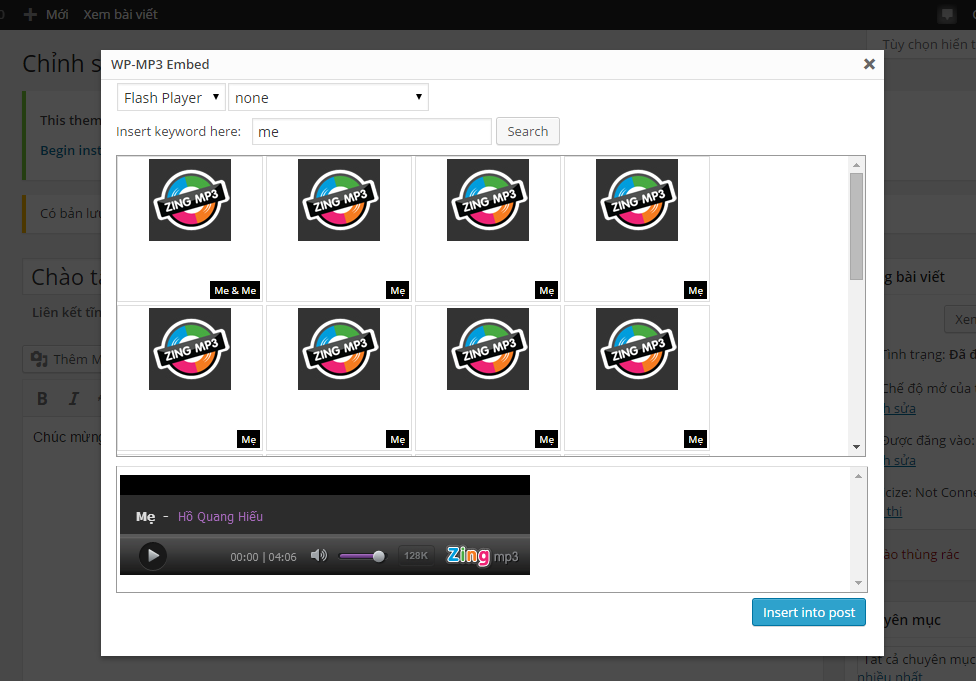 Mới Xem bài viết
Tùy chọn hiển t
Chỉnh s
WP-MP3 Embed
Flash Player none
This them
Insert keyword here: me Search
Begin inst
ZING MP3 ZING MP3 ZING MP3 ZING MP3
Có bản lưu
Me & Me Mẹ Mẹ Mẹ
Chào tấ
g bài viết
Liên kết tĩn
Xem
ZING MP3 ZING MP3 ZING MP3 ZING MP3
Thêm M
Tình trạng: Đã đ
B I
Chế độ mở của
h sửa
Chúc mừng
Mẹ Mẹ Mẹ Mẹ
Được đăng vào:
h sửa
cize: Not Conne
thị
Mẹ - Hồ Quang Hiếu
00:00 | 04:06 128K Zing mp3
ào thùng rác
Insert into post
yên mục
Tất cả chuyên mục
nhiều nhất